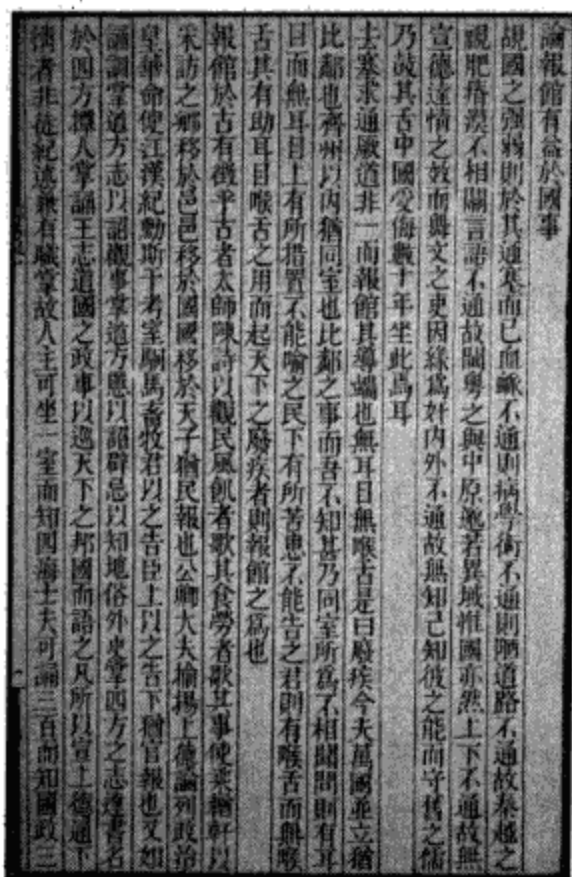 論報館有益於國事
覘國之强弱則於其通塞而已血脈不通則病學術不通則陋道路不通故秦越之
視肥瘠漠不相關言語不通故閩粤之與中原邈若異域惟國亦然上下不通故無
宣德達情之效而舞文之吏因緣爲奸内外不通故無知己知彼之能而守舊之儒
乃鼓其舌中國受侮數十年坐此焉耳
去塞求通厥道非一而報館其導端也無耳目無喉舌是曰廢疾今夫萬國並立猶
比鄰也齊州以内猶同室也比鄰之事而吾不知甚乃同室所爲不相聞問則有耳
目而無耳目上有所措置不能喻之民下有所苦患不能告之君則有喉舌而無喉
舌其有助耳目喉舌之用而起天下之廢疾者則報館之爲也
報館於古有徵乎古者太師陳詩以觀民風飢者歌其食勞者歌其事使乘輶軒以
采訪之鄉移於邑邑移於國國移於天子猶民報也公卿大夫揄揚上德論列政治
皇華命使江漢紀勳斯干考室駉馬畜牧君以之告臣上以之告下猶官報也又如
誦訓掌道方志以詔觀事掌道方慝以詔辟忌以知地俗外史掌四方之志達書名
於四方撢人掌誦王志道國之政事以巡天下之邦國而語之凡所以宣上德通下
情者非徒紀述兼有職掌故人主可坐一室而知四海士夫可誦三百而知國政三